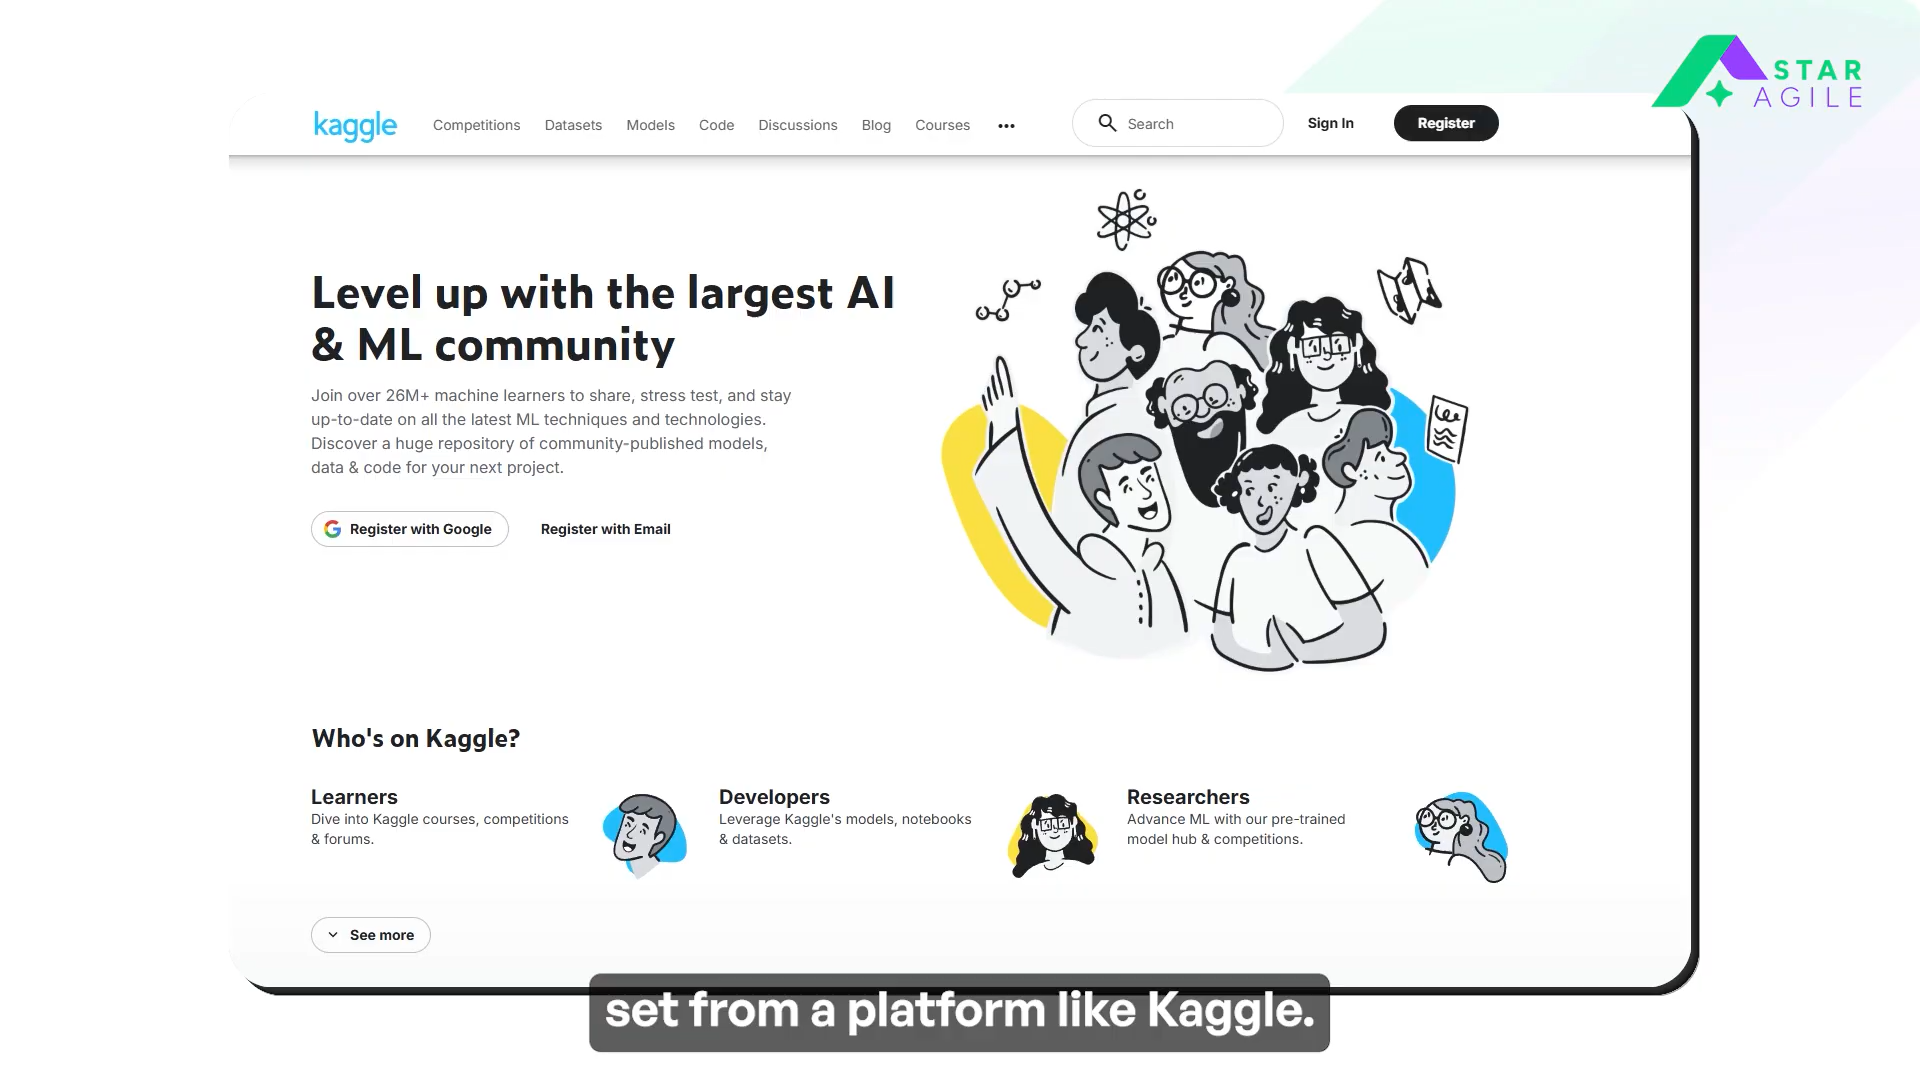 STAR
AGILE
kaggle
Competitions
Datasets
Models
Code
Discussions
Blog
Courses
Search
Sign In
Register
Level up with the largest AI
& ML community
Join over 26M+ machine learners to share, stress test, and stay
up-to-date on all the latest ML techniques and technologies.
Discover a huge repository of community-published models,
data & code for your next project.
Register with Google
Register with Email
Who's on Kaggle?
Learners
Dive into Kaggle courses, competitions
& forums.
Developers
Leverage Kaggle's models, notebooks
& datasets.
Researchers
Advance ML with our pre-trained
model hub & competitions.
See more
set from a platform like Kaggle.